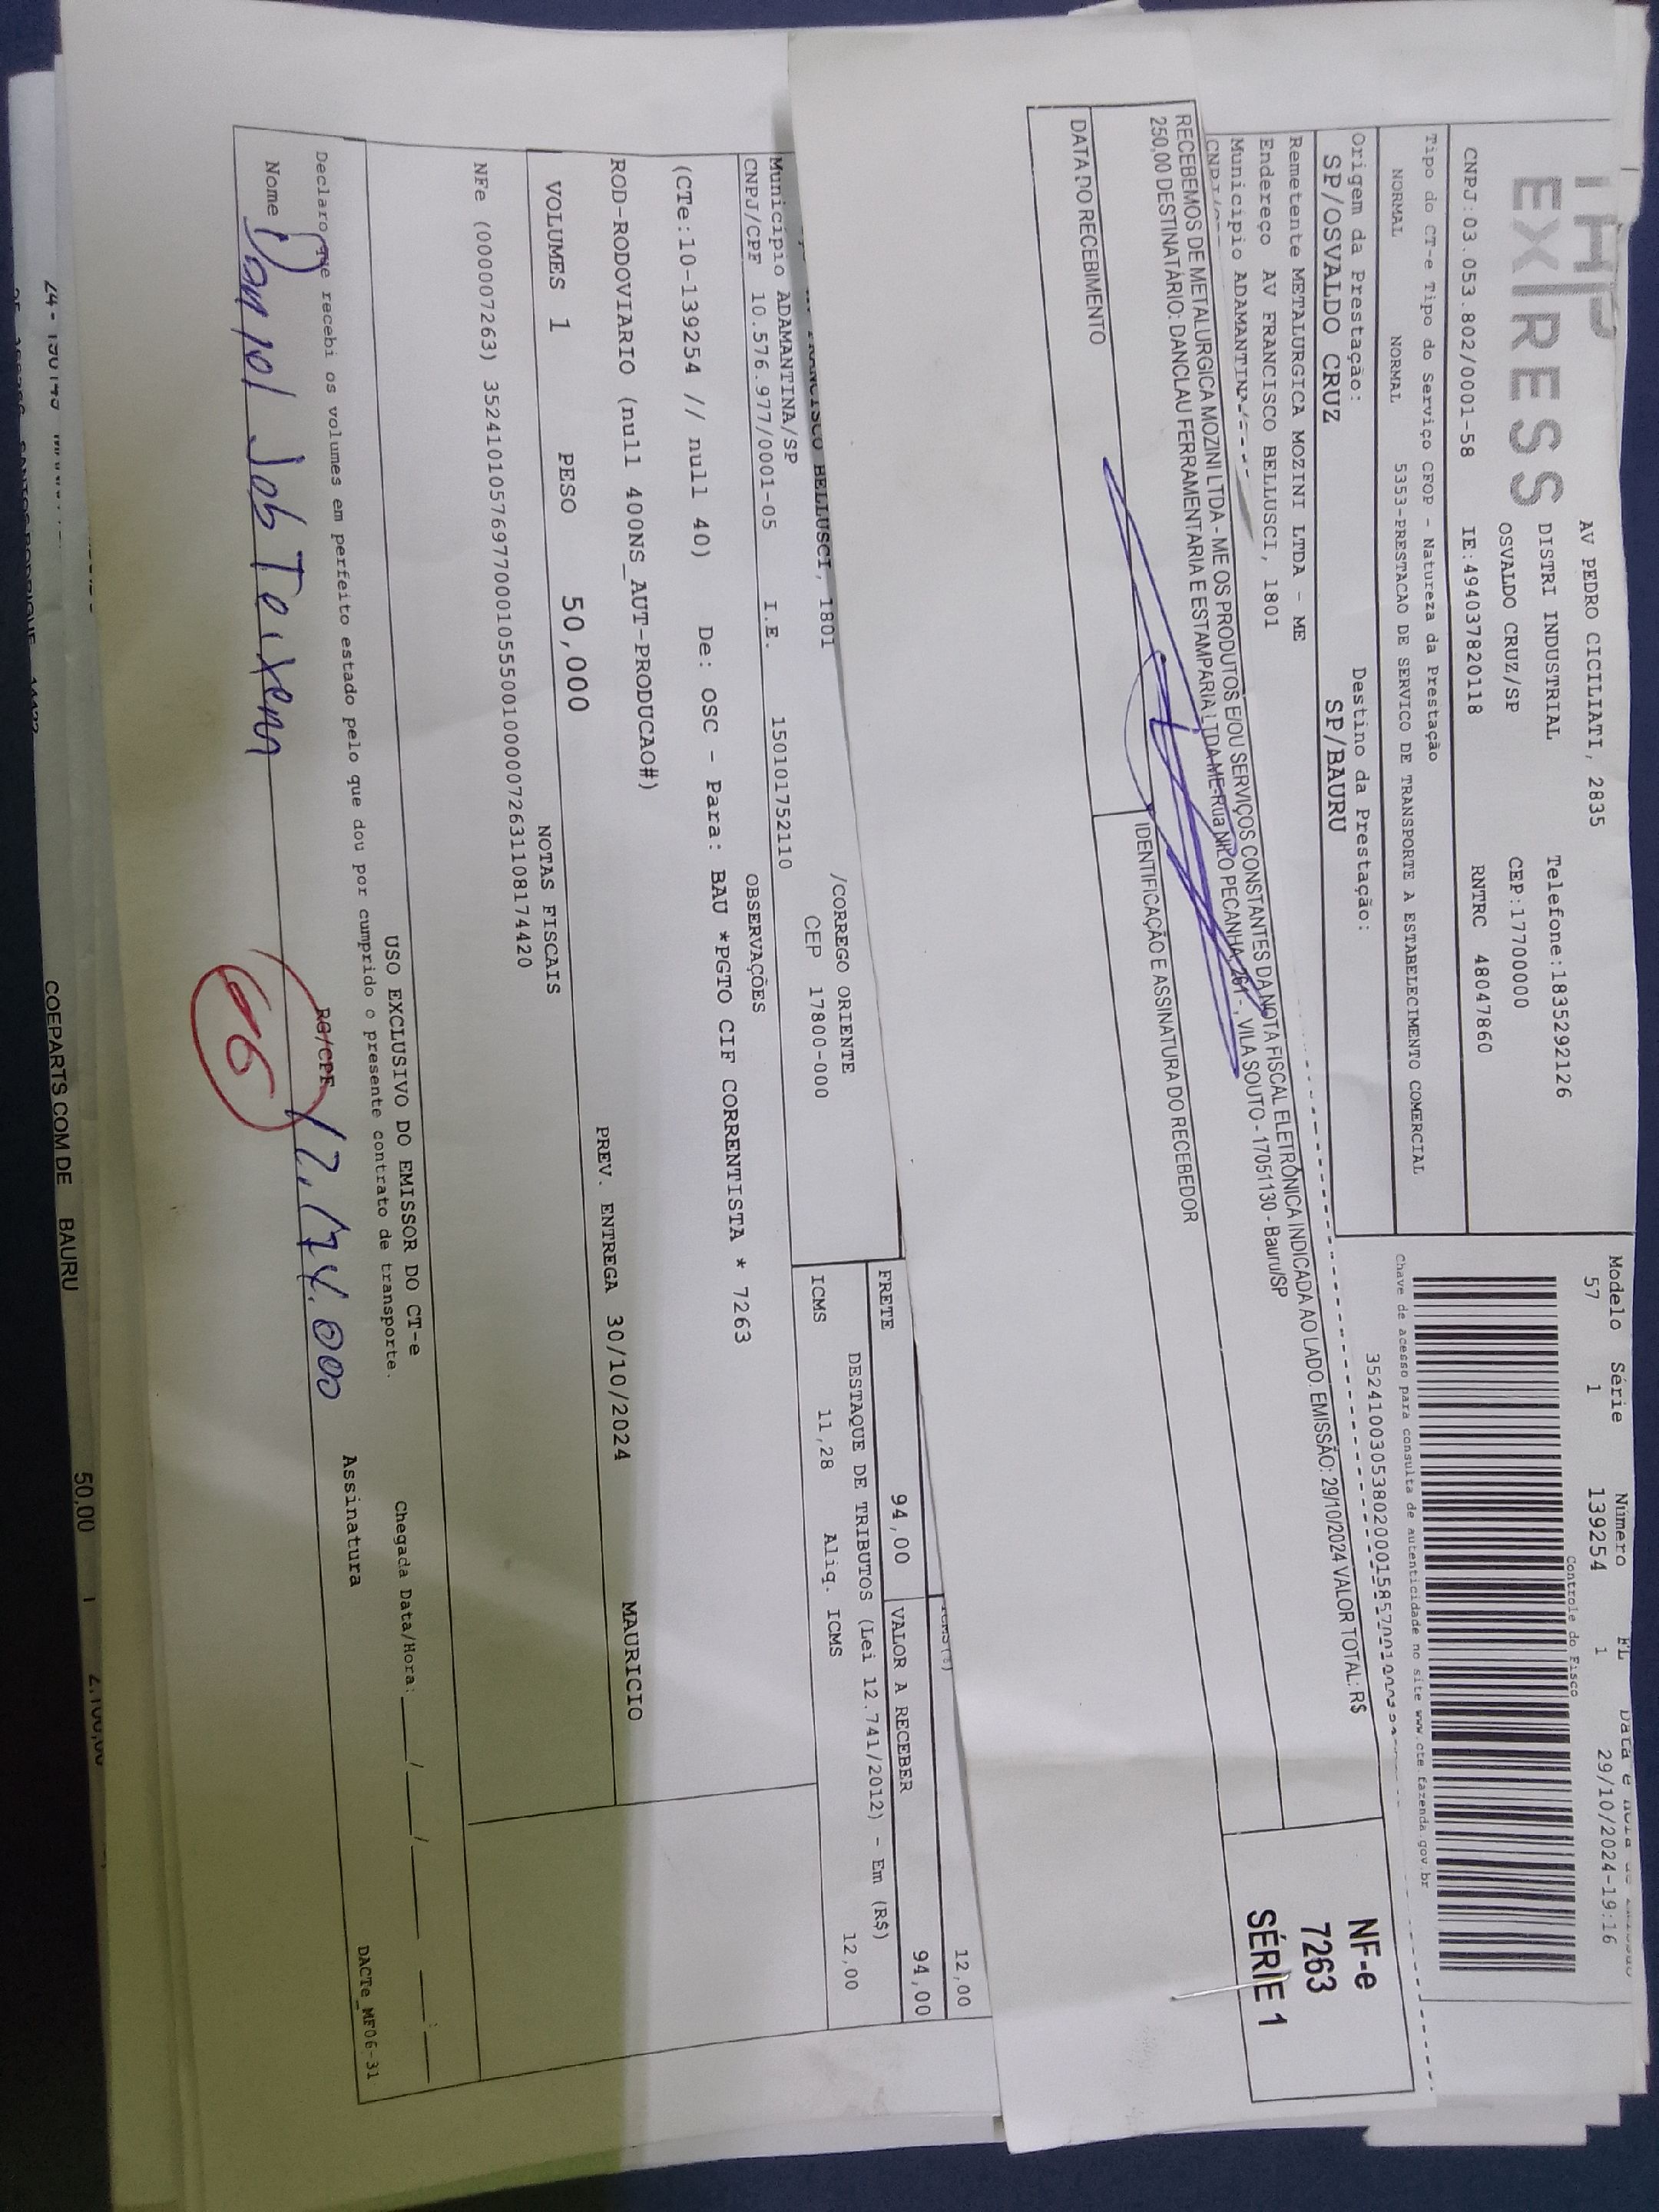 EXPRESS
AV PEDRO CICILIATI, 2835
DISTRI INDUSTRIAL
Telefone:1835292126
OSVALDO CRUZ/SP
CEP:17700000
CNPJ:03.053.802/0001-58 IE:494037820118 RNTRC 48047860
Modelo Série Número FL Data e
57 1 139254 1 29/10/2024-19:16
Controle do Fisco
Tipo do CT-e Tipo do Serviço CFOP - Natureza da Prestação
NORMAL NORMAL 5353-PRESTACAO DE SERVICO DE TRANSPORTE A ESTABELECIMENTO COMERCIAL
Chave de acesso para consulta de autenticidade no site www.cte.fazenda.gov.br
Origem da Prestação: Destino da Prestação:
SP/OSVALDO CRUZ SP/BAURU
Remetente METALURGICA MOZINI LTDA - ME
Endereço AV FRANCISCO BELLUSCI, 1801
Municipio ADAMANTINA
RECEBEMOS DE METALURGICA MOZINI LTDA - ME OS PRODUTOS E/OU SERVIÇOS CONSTANTES DA NOTA FISCAL ELETRÔNICA INDICADA AO LADO. EMISSÃO: 29/10/2024 VALOR TOTAL: R$
250,00 DESTINATÁRIO: DANCLAU FERRAMENTARIA E ESTAMPARIA LTDA-ME-Rua NILO PECANHA, 261 -, VILA SOUTO - 17051130 - Bauru/SP
NF-e
7263
SÉRIE 1
DATA DO RECEBIMENTO
IDENTIFICAÇÃO E ASSINATURA DO RECEBEDOR
12,00
BELLUSCI, 1801
/CORREGO ORIENTE
Município ADAMANTINA/SP CEP 17800-000
CNPJ/CPF 10.576.977/0001-05 I.E. 150101752110
FRETE 94,00 VALOR A RECEBER 94,00
DESTAQUE DE TRIBUTOS (Lei 12.741/2012) - Em (R$)
ICMS 11,28 Aliq. ICMS 12,00
OBSERVAÇÕES
(CTe:10-139254 // null 40) De: OSC - Para: BAU *PGTO CIF CORRENTISTA * 7263
ROD-RODOVIARIO (null 400NS_AUT-PRODUCAO#)
PREV. ENTREGA 30/10/2024 MAURICIO
VOLUMES 1 PESO 50,000
NOTAS FISCAIS
NFe (000007263) 35241010576977000105550010000072631108174420
USO EXCLUSIVO DO EMISSOR DO CT-e
Chegada Data/Hora:___/___/___ __:__
Declaro que recebi os volumes em perfeito estado pelo que dou por cumprido o presente contrato de transporte.
Nome RG/CPF Assinatura
DACTe_MF06-31
COEPARTS COM.DE BAURU 50,00 1